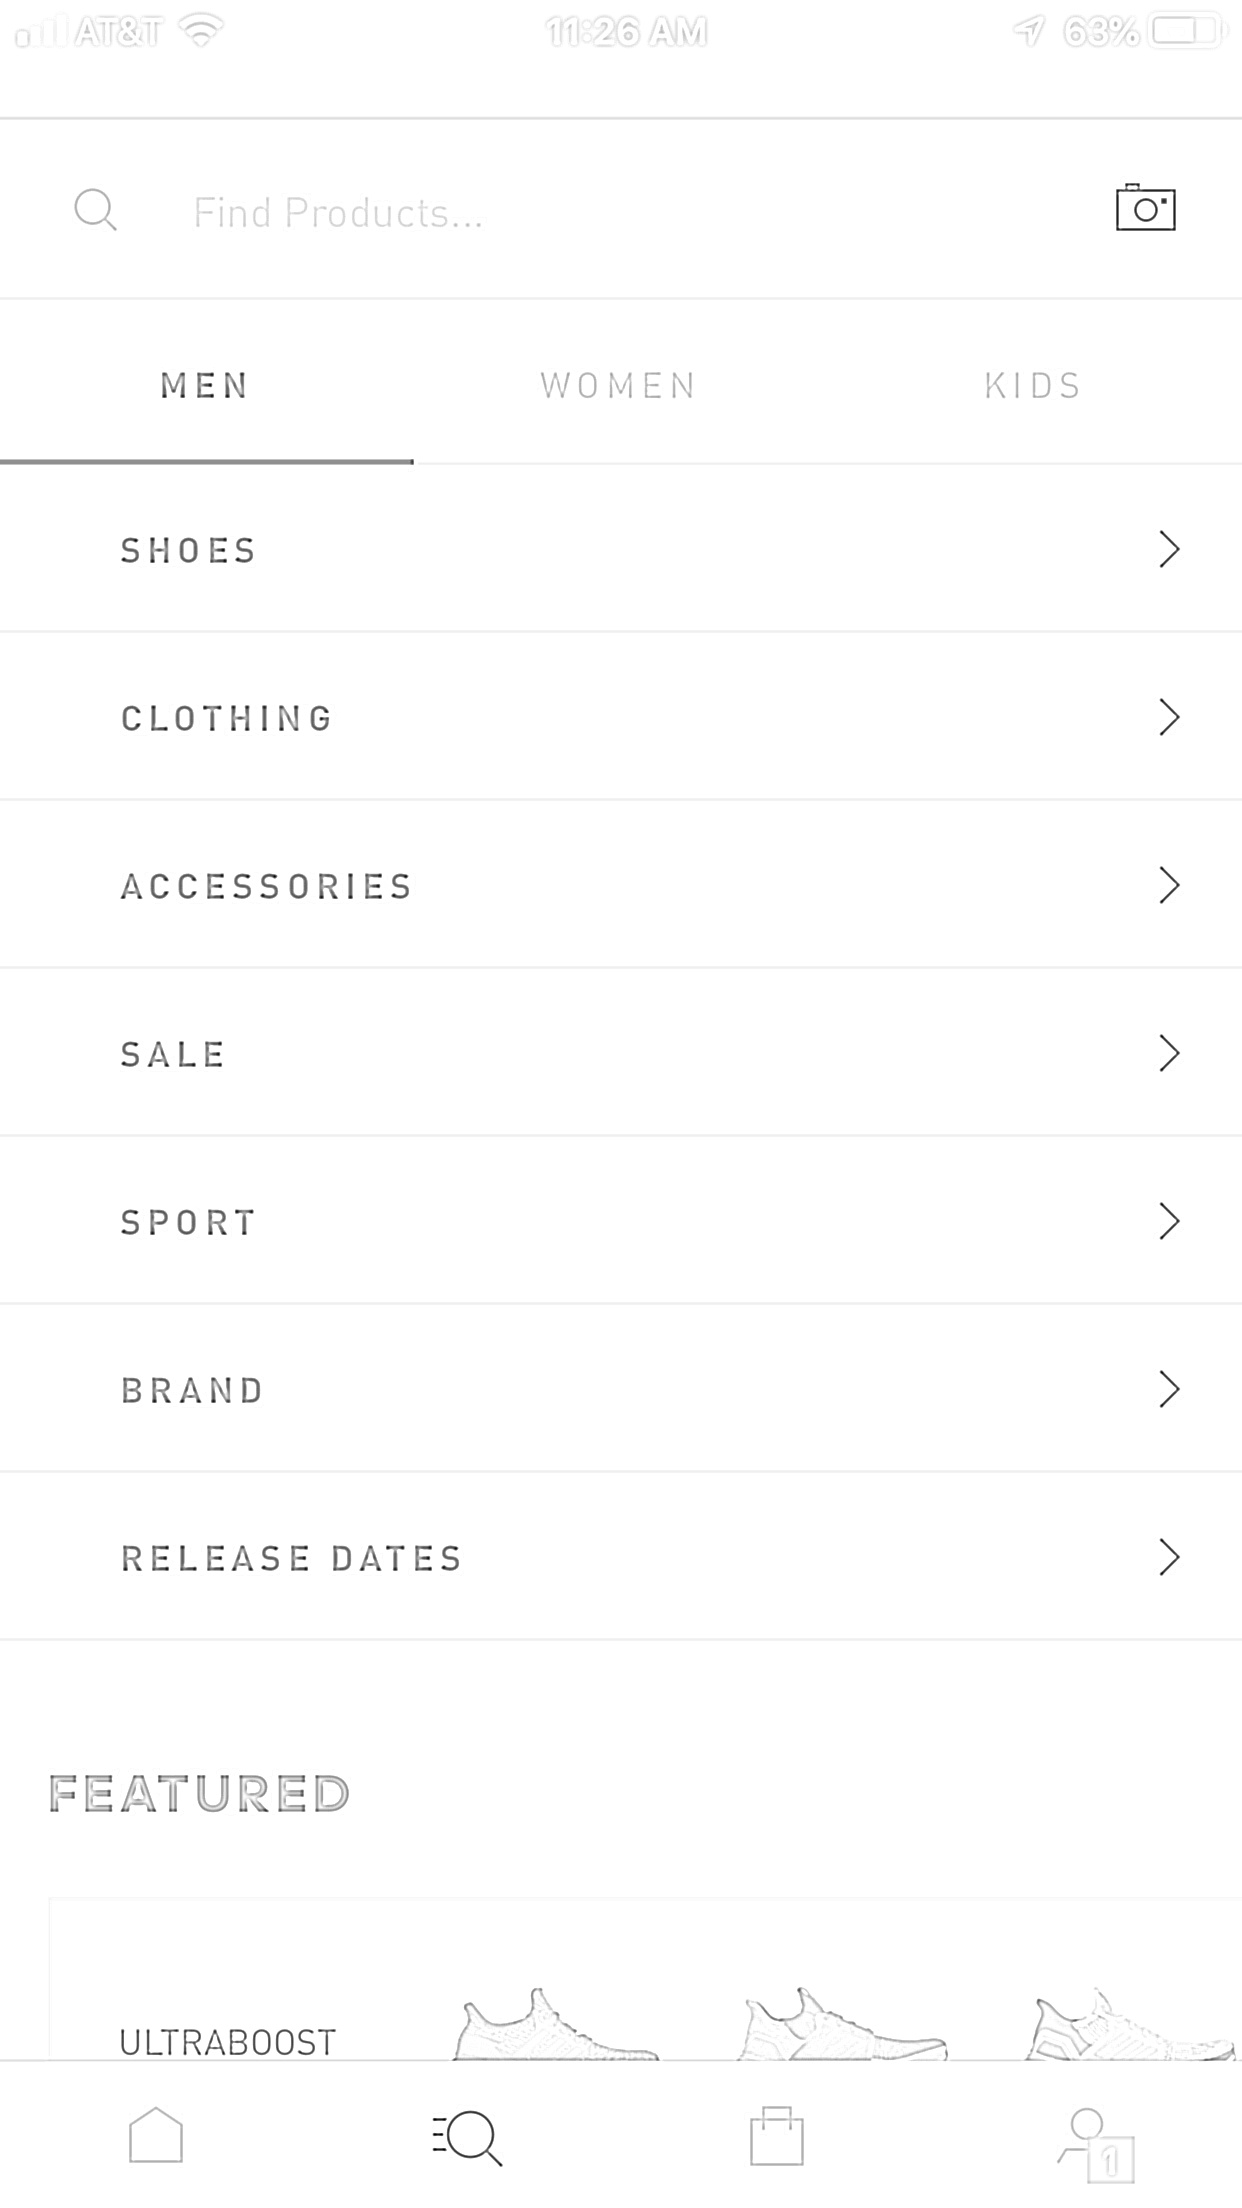 AT&T 11:26 AM 63%
Find Products...
MEN WOMEN KIDS
SHOES
CLOTHING
ACCESSORIES
SALE
SPORT
BRAND
RELEASE DATES
FEATURED
ULTRABOOST
1